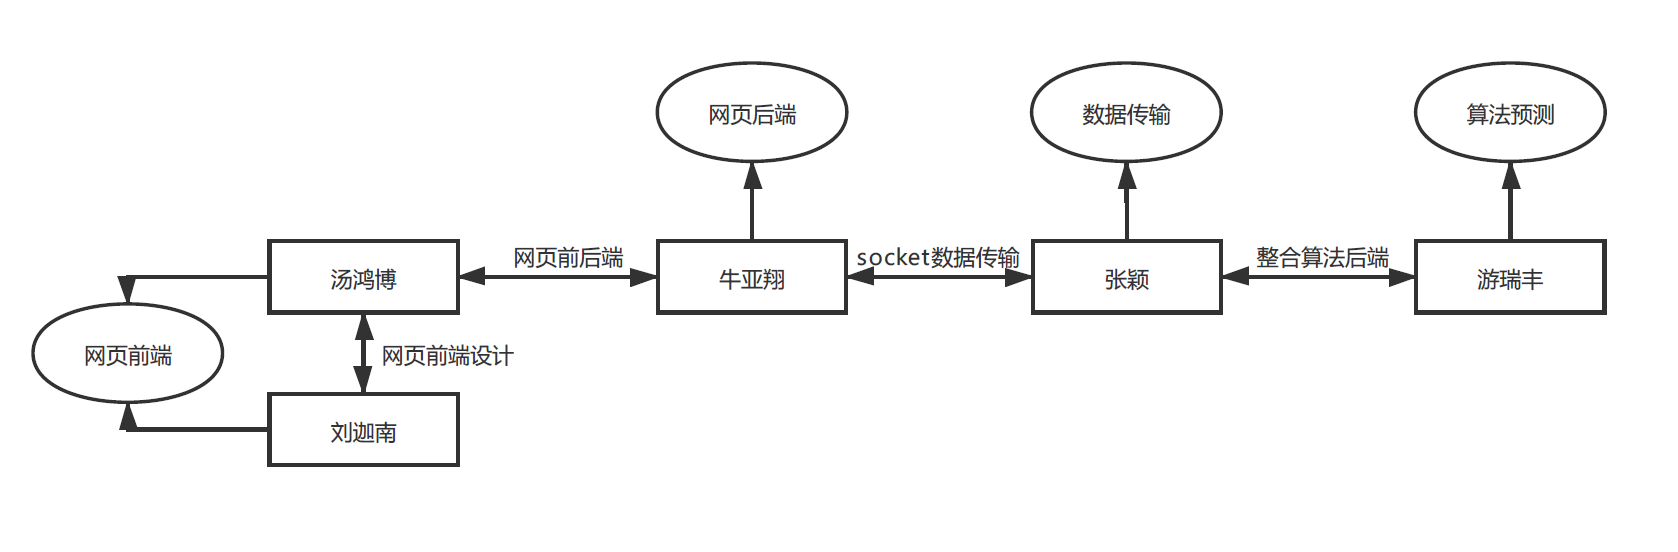 网页后端
数据传输
算法预测
汤鸿博
网页前后端
牛亚翔
socket数据传输
张颖
整合算法后端
游瑞丰
网页前端
网页前端设计
刘迦南